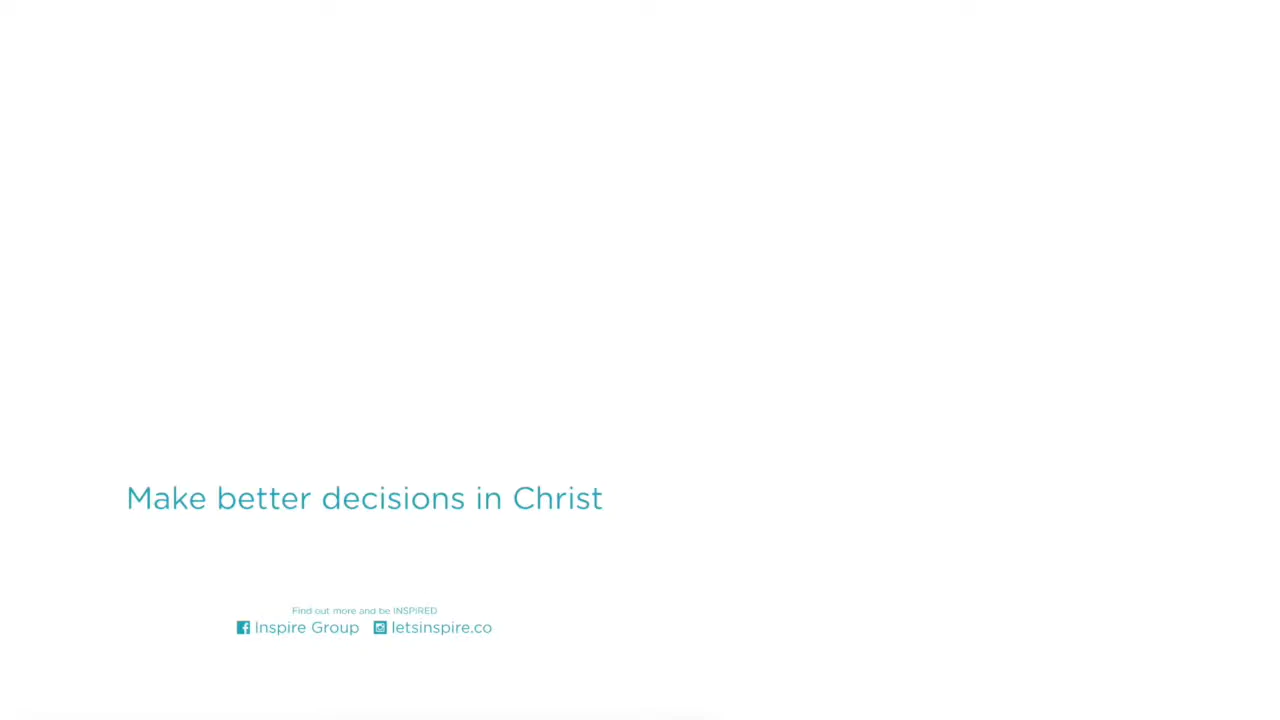 Make better decisions in Christ
Find out more and be INSPIRED
Inspire Group letsinspire.co